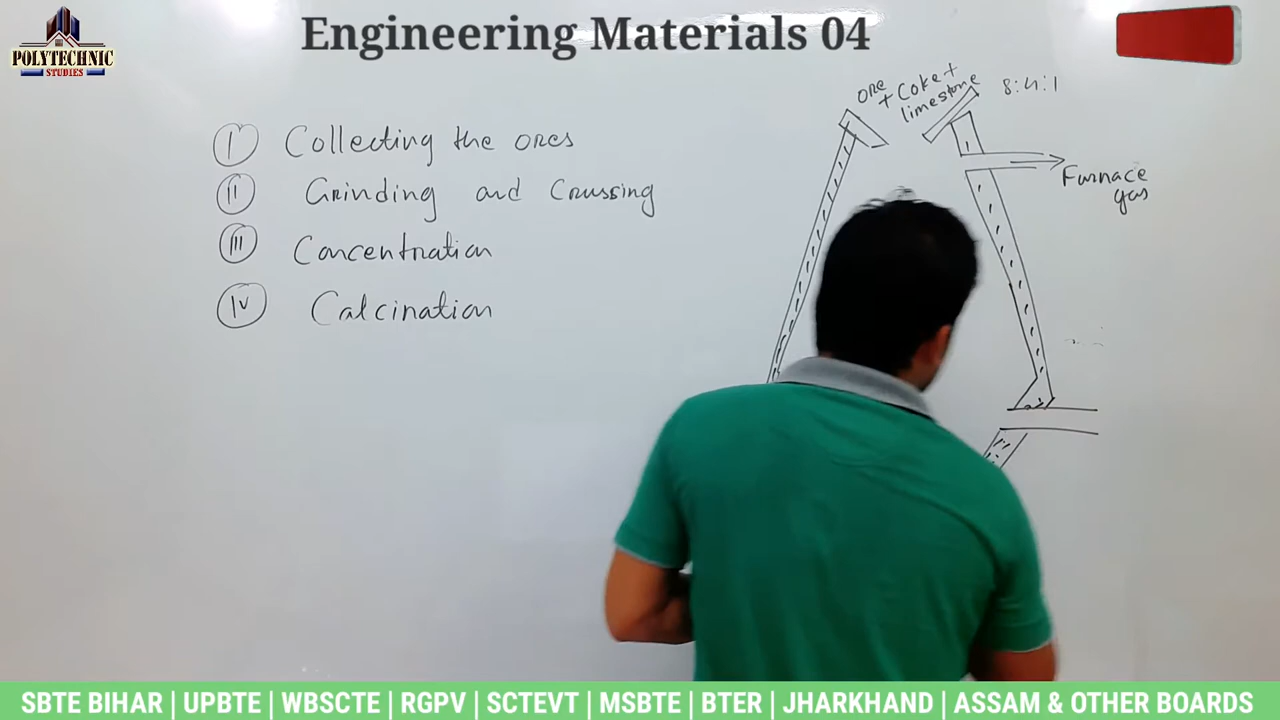 Engineering Materials 04
POLYTECHNIC
STUDIES
I Collecting the ores
II Grinding and Crussing
III Concentration
IV Calcination
ore + Coke +
limestone
8:4:1
Furnace
gas
SBTE BIHAR | UPBTE | WBSCTE | RGPV | SCTEVT | MSBTE | BTER | JHARKHAND | ASSAM & OTHER BOARDS